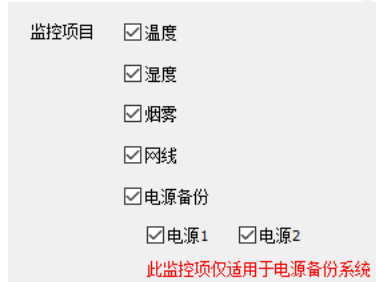 监控项目 温度
湿度
烟雾
网线
电源备份
电源1 电源2
此监控项仅适用于电源备份系统